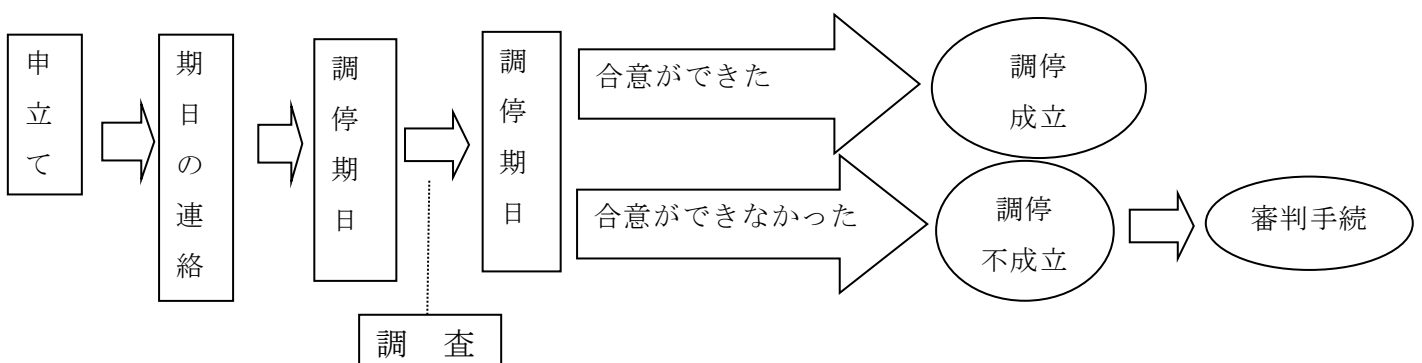 申立て
期日の連絡
調停期日
調停期日
合意ができた
調停
成立
合意ができなかった
調停
不成立
審判手続
調　査